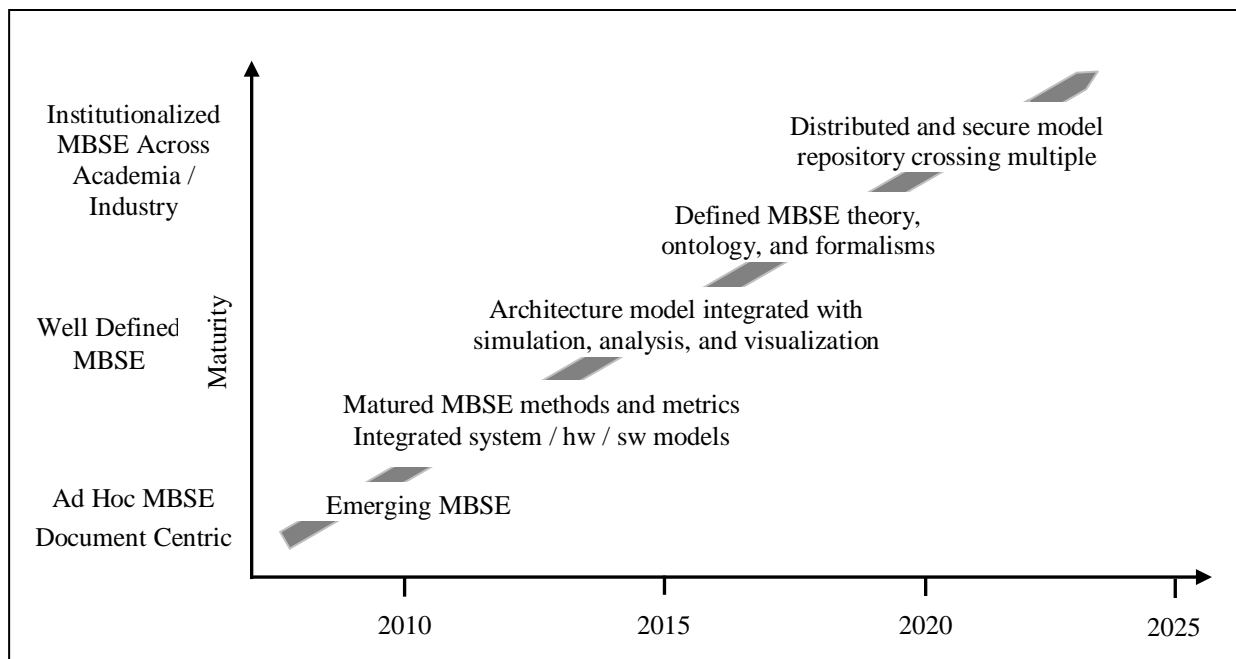 Institutionalized
MBSE Across
Academia /
Industry
Well Defined
MBSE
Ad Hoc MBSE
Document Centric
Maturity
Distributed and secure model
repository crossing multiple
Defined MBSE theory,
ontology, and formalisms
Architecture model integrated with
simulation, analysis, and visualization
Matured MBSE methods and metrics
Integrated system / hw / sw models
Emerging MBSE
2010
2015
2020
2025